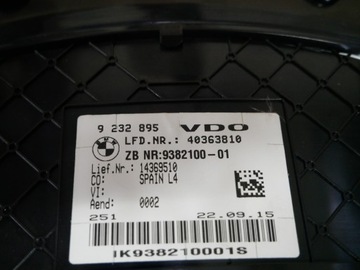 9 232 895 VDO
LFD.NR.: 40363810
ZB NR:9382100-01
Lief.Nr.: 14369510
CO: SPAIN L4
VI:
Aend: 0002
251 22.09.15
IK938210001S